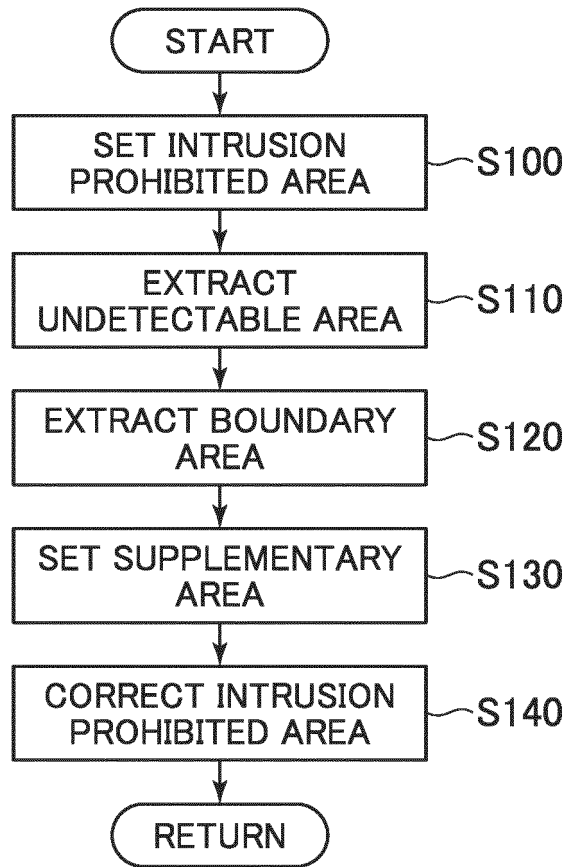 START
SET INTRUSION
PROHIBITED AREA
S100
EXTRACT
UNDETECTABLE AREA
S110
EXTRACT BOUNDARY
AREA
S120
SET SUPPLEMENTARY
AREA
S130
CORRECT INTRUSION
PROHIBITED AREA
S140
RETURN